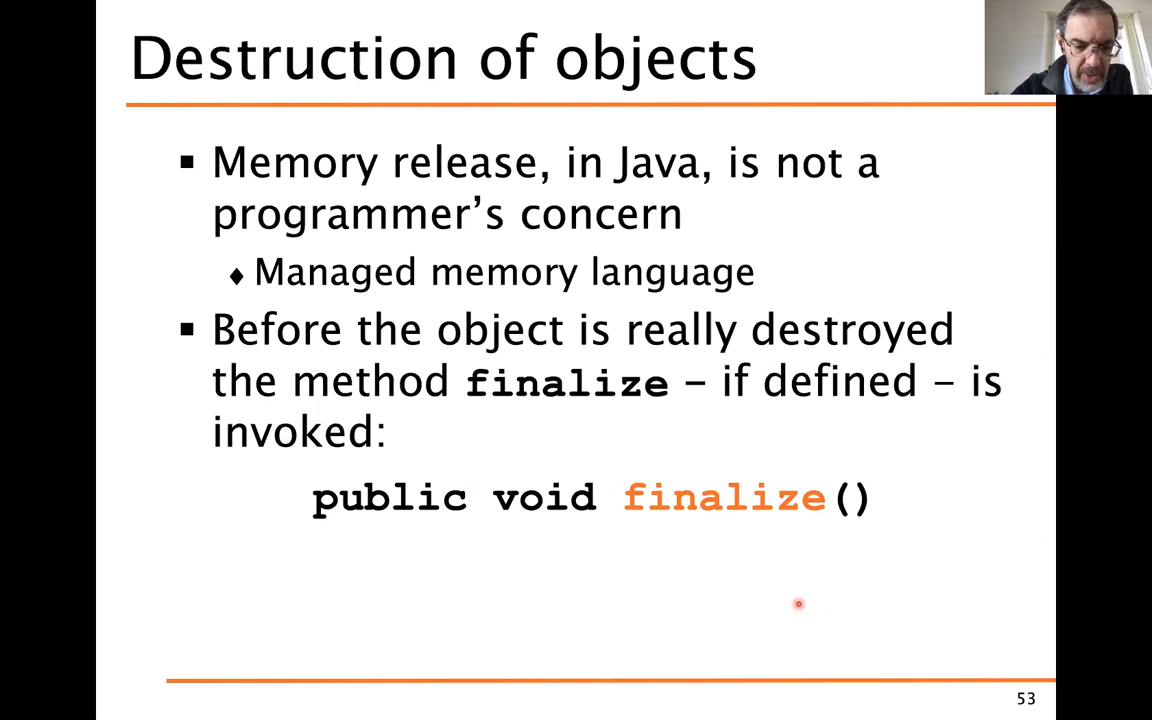 Destruction of objects
▪ Memory release, in Java, is not a
programmer’s concern
♦ Managed memory language
▪ Before the object is really destroyed
the method finalize – if defined – is
invoked:
public void finalize()
53